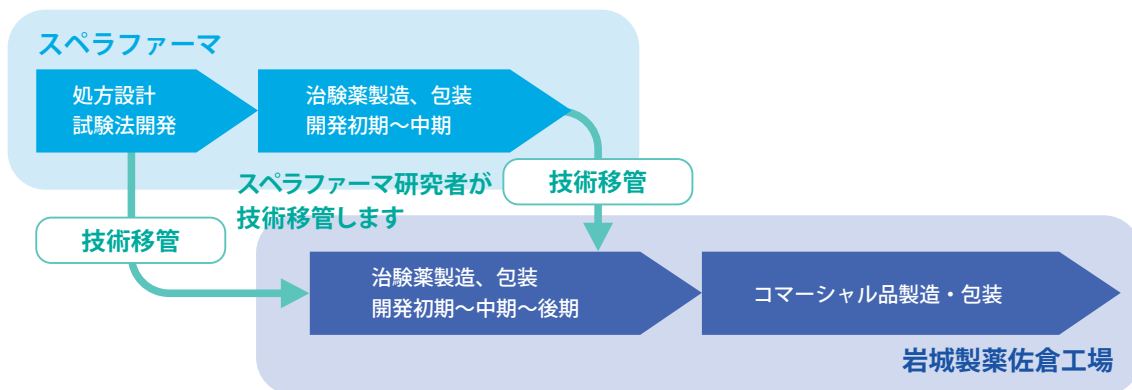 スペラファーマ
処方設計
試験法開発
治験薬製造、包装
開発初期～中期
スペラファーマ研究者が
技術移管します
技術移管
技術移管
治験薬製造、包装
開発初期～中期～後期
コマーシャル品製造・包装
岩城製薬佐倉工場